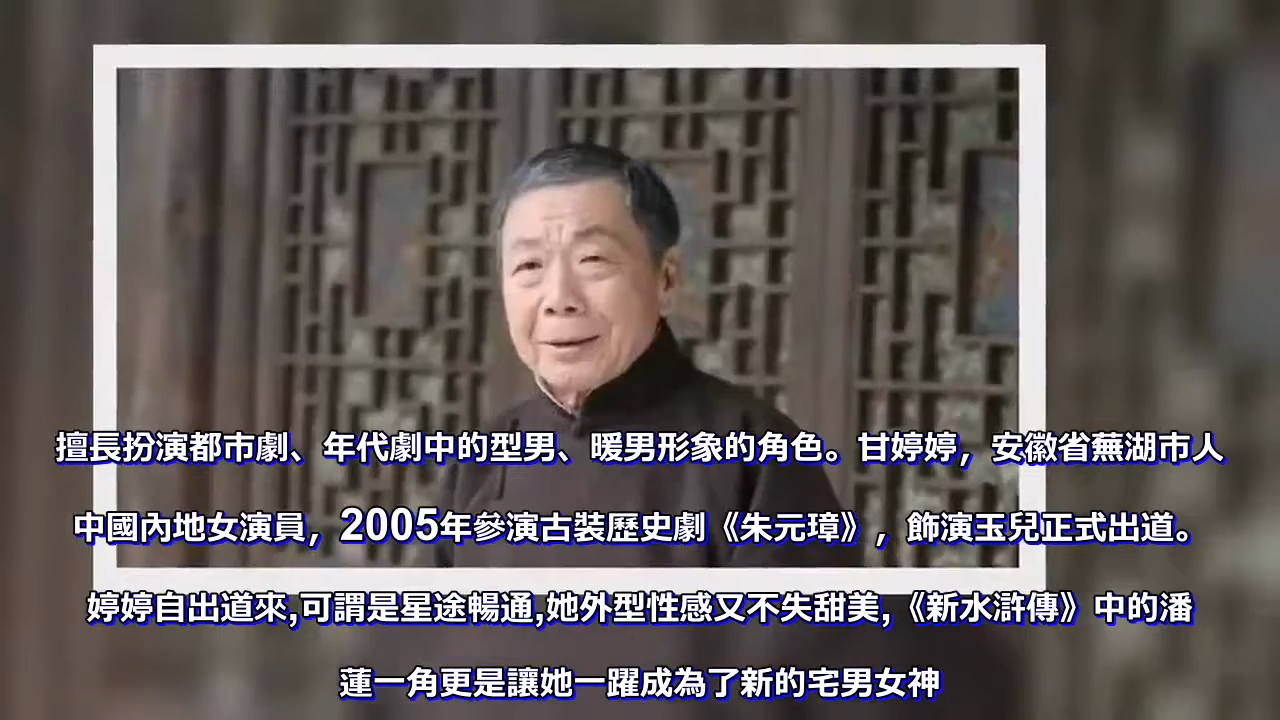 擅長扮演都市劇、年代劇中的型男、暖男形象的角色。甘婷婷，安徽省蕪湖市人
中國內地女演員，2005年參演古裝歷史劇《朱元璋》，飾演玉兒正式出道。
婷婷自出道來,可謂是星途暢通,她外型性感又不失甜美,《新水滸傳》中的潘
蓮一角更是讓她一躍成為了新的宅男女神